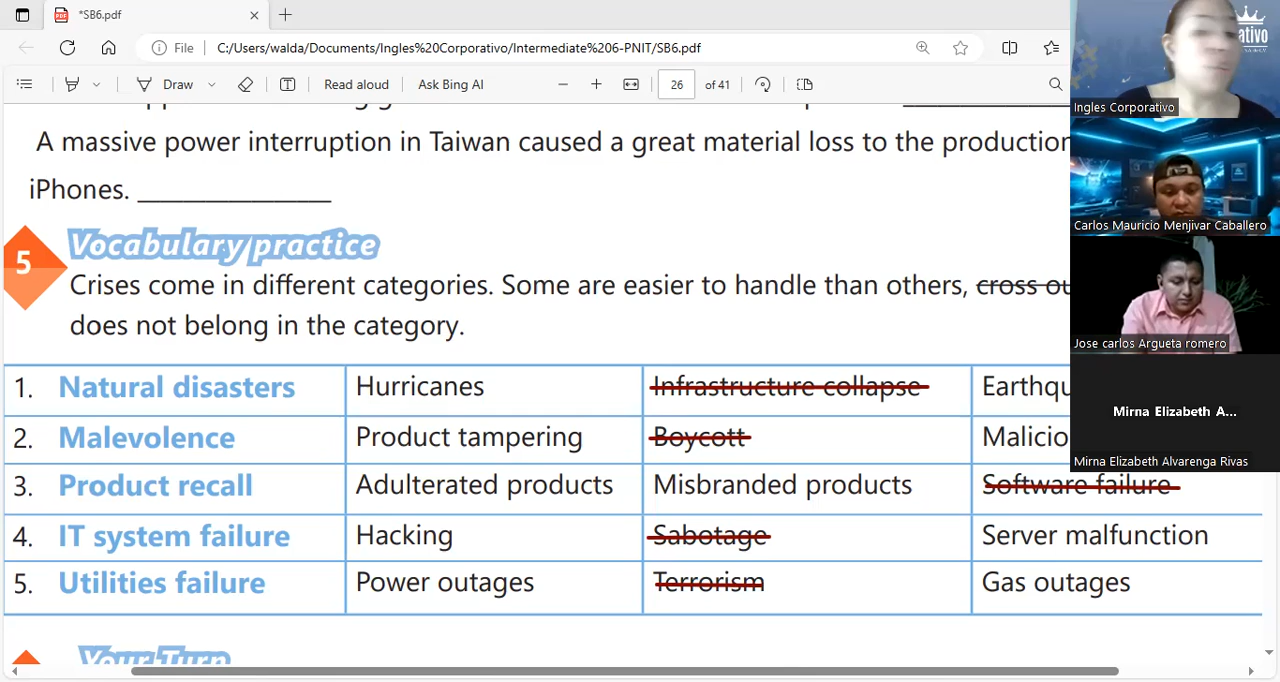 *SB6.pdf
File C:/Users/walda/Documents/Ingles%20Corporativo/Intermediate%206-PNIT/SB6.pdf
Draw Read aloud Ask Bing AI 26 of 41
A massive power interruption in Taiwan caused a great material loss to the production
iPhones. ________________
5 Vocabulary practice
Crises come in different categories. Some are easier to handle than others, cross ou
does not belong in the category.
1. Natural disasters Hurricanes Infrastructure collapse Earthqu
2. Malevolence Product tampering Boycott Malicio
3. Product recall Adulterated products Misbranded products Software failure
4. IT system failure Hacking Sabotage Server malfunction
5. Utilities failure Power outages Terrorism Gas outages
Your Turn
ativo
Ingles Corporativo
Carlos Mauricio Menjivar Caballero
Jose carlos Argueta romero
Mirna Elizabeth A...
Mirna Elizabeth Alvarenga Rivas